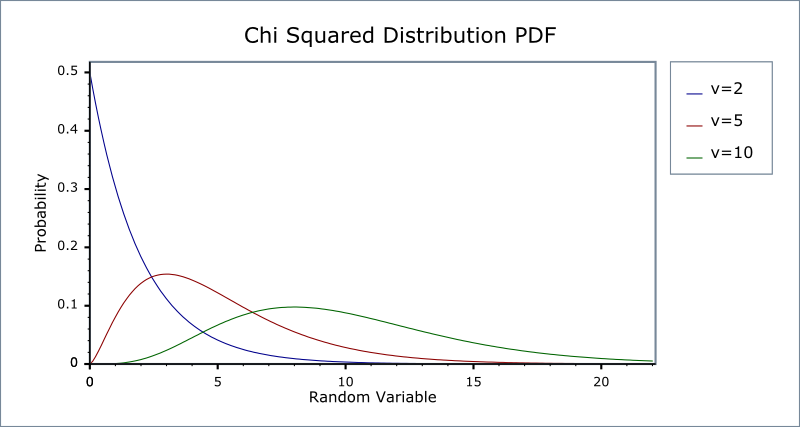 Chi Squared Distribution PDF
v=2
v=5
v=10
Probability
0.5
0.4
0.3
0.2
0.1
0
0 5 10 15 20
Random Variable